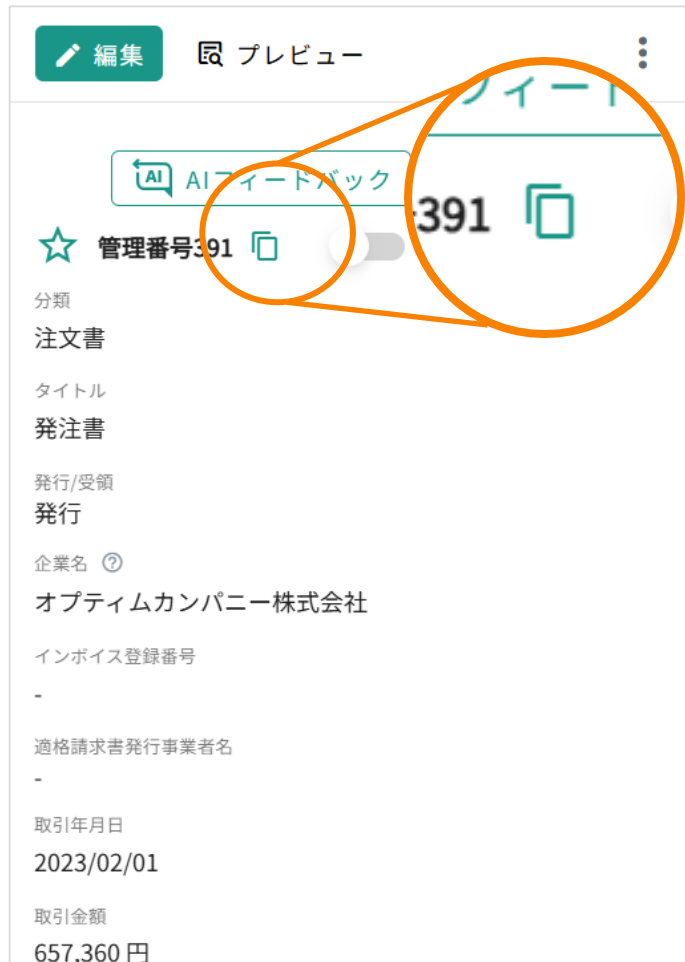 編集 プレビュー
フィード
AI AIフィードバック
-391
管理番号391
分類
注文書
タイトル
発注書
発行/受領
発行
企業名 ?
オプティムカンパニー株式会社
インボイス登録番号
-
適格請求書発行事業者名
-
取引年月日
2023/02/01
取引金額
657,360 円